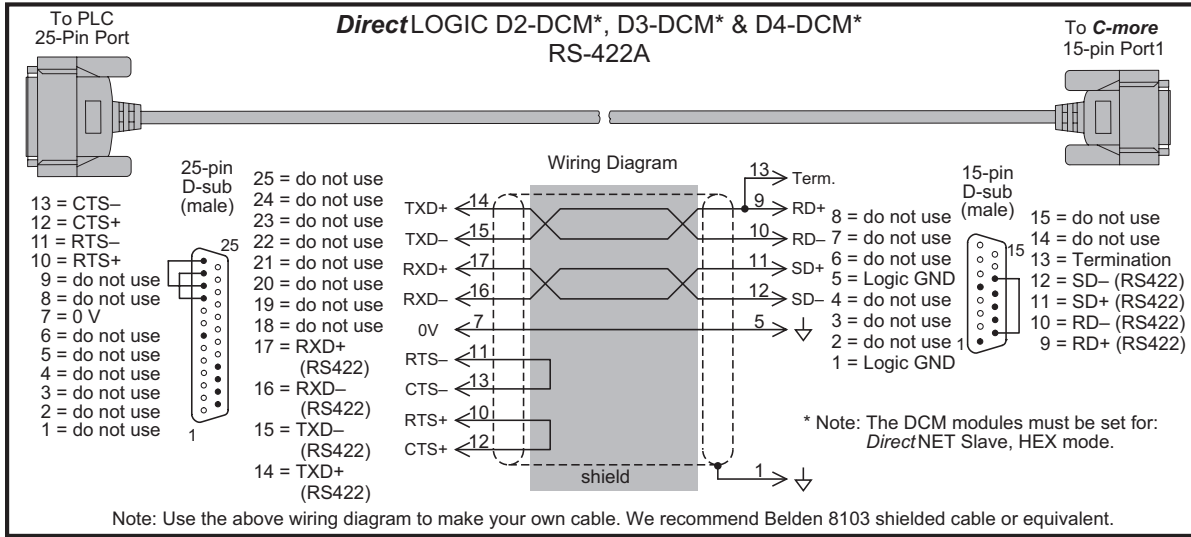 To PLC
25-Pin Port
DirectLOGIC D2-DCM*, D3-DCM* & D4-DCM*
RS-422A
To C-more
15-pin Port1
13 = CTS–
12 = CTS+
11 = RTS–
10 = RTS+
9 = do not use
8 = do not use
7 = 0 V
6 = do not use
5 = do not use
4 = do not use
3 = do not use
2 = do not use
1 = do not use
25-pin
D-sub
(male)
25
1
25 = do not use
24 = do not use
23 = do not use
22 = do not use
21 = do not use
20 = do not use
19 = do not use
18 = do not use
17 = RXD+
(RS422)
16 = RXD–
(RS422)
15 = TXD–
(RS422)
14 = TXD+
(RS422)
Wiring Diagram
13 Term.
TXD+ 14 9 RD+
TXD– 15 10 RD–
RXD+ 17 11 SD+
RXD– 16 12 SD–
0V 7 5
RTS– 11
CTS– 13
RTS+ 10
CTS+ 12
shield
1
8 = do not use
7 = do not use
6 = do not use
5 = Logic GND
4 = do not use
3 = do not use
2 = do not use
1 = Logic GND
15-pin
D-sub
(male)
15
1
15 = do not use
14 = do not use
13 = Termination
12 = SD– (RS422)
11 = SD+ (RS422)
10 = RD– (RS422)
9 = RD+ (RS422)
* Note: The DCM modules must be set for:
DirectNET Slave, HEX mode.
Note: Use the above wiring diagram to make your own cable. We recommend Belden 8103 shielded cable or equivalent.